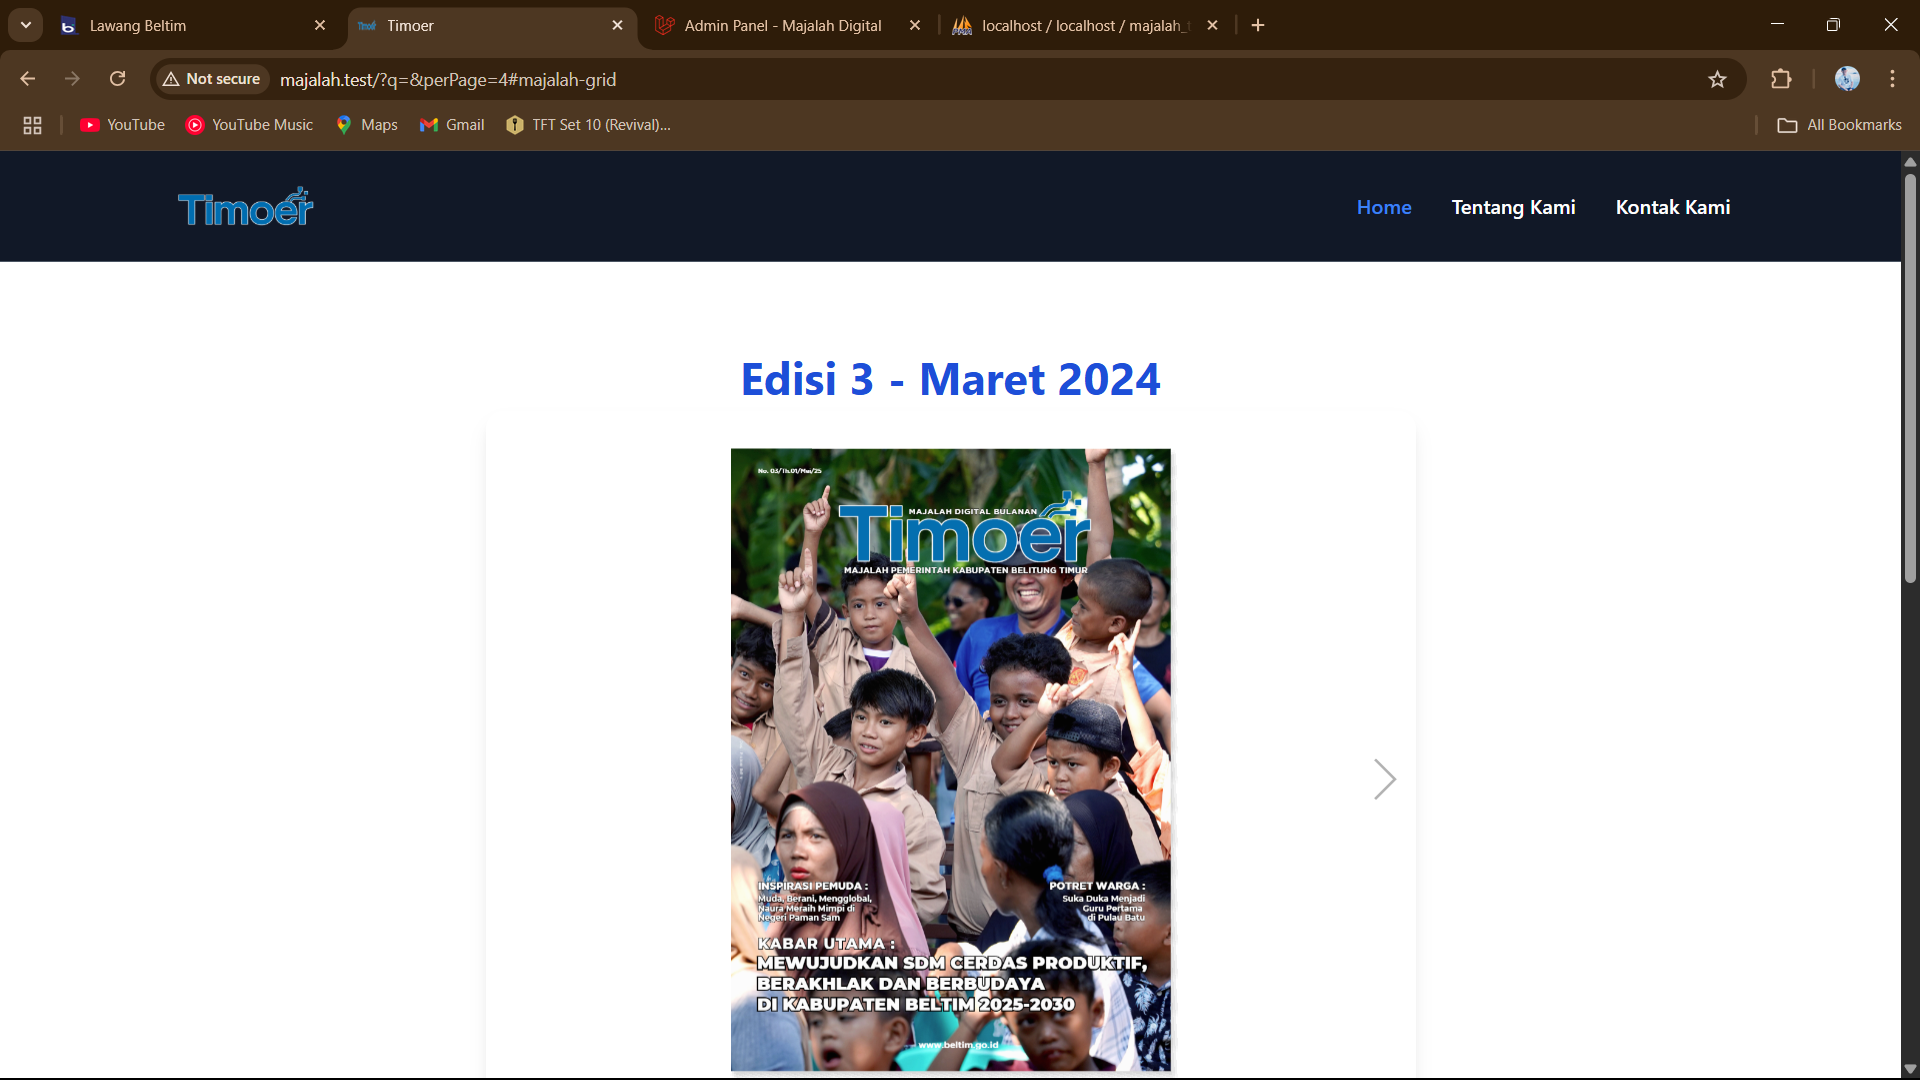 Lawang Beltim
Timoer
Admin Panel - Majalah Digital
localhost / localhost / majalah_t
Not secure
majalah.test/?q=&perPage=4#majalah-grid
YouTube
YouTube Music
Maps
Gmail
TFT Set 10 (Revival)...
All Bookmarks
Timoer
Home
Tentang Kami
Kontak Kami
Edisi 3 - Maret 2024
No. 03/Th.01/Mei/25
MAJALAH DIGITAL BULANAN
Timoer
MAJALAH PEMERINTAH KABUPATEN BELITUNG TIMUR
INSPIRASI PEMUDA :
Muda, Berani, Mengglobal,
Naura Meraih Mimpi di
Negeri Paman Sam
POTRET WARGA :
Suka Duka Menjadi
Guru Pertama
di Pulau Batu
KABAR UTAMA :
MEWUJUDKAN SDM CERDAS PRODUKTIF,
BERAKHLAK DAN BERBUDAYA
DI KABUPATEN BELTIM 2025-2030
www.beltim.go.id